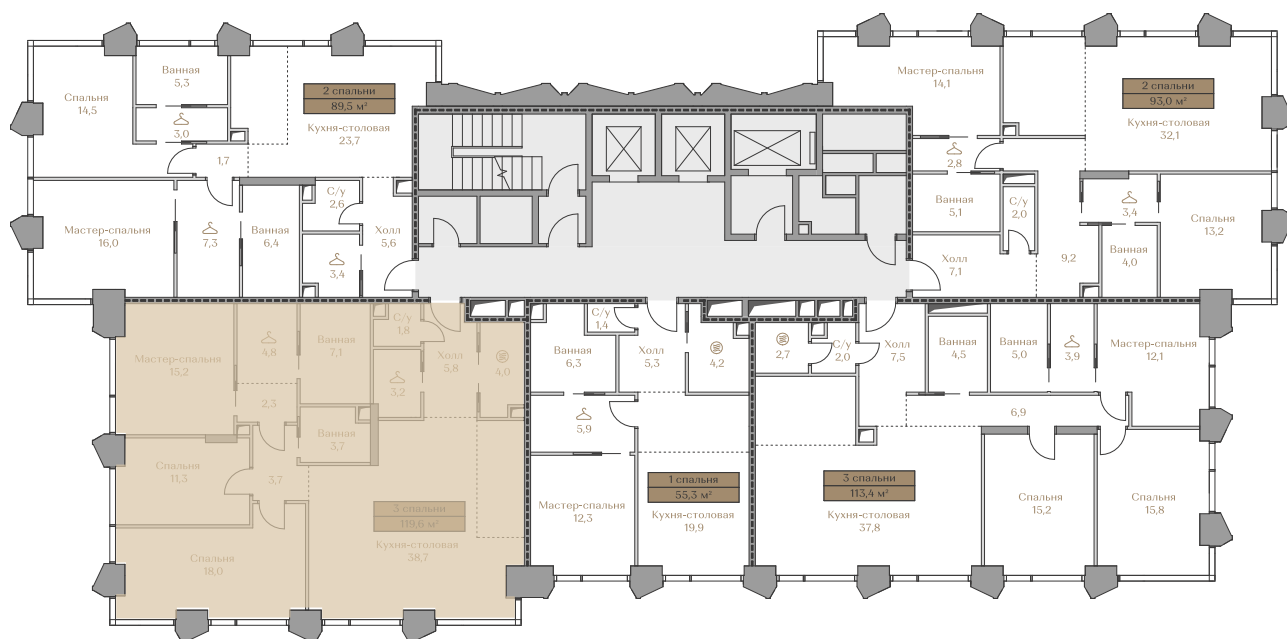 Спальня
14,5
Ванная
5,3
3,0
1,7
2 спальни
89,5 м²
Кухня-столовая
23,7
Мастер-спальня
16,0
7,3
Ванная
6,4
С/у
2,6
3,4
Холл
5,6
Мастер-спальня
14,1
2 спальни
93,0 м²
Кухня-столовая
32,1
2,8
Ванная
5,1
С/у
2,0
Холл
7,1
9,2
3,4
Ванная
4,0
Спальня
13,2
Мастер-спальня
15,2
4,8
2,3
Ванная
7,1
С/у
1,8
3,2
Холл
5,8
4,0
Ванная
3,7
Спальня
11,3
3,7
3 спальни
119,6 м²
Кухня-столовая
38,7
Спальня
18,0
С/у
1,4
Ванная
6,3
Холл
5,3
4,2
5,9
Мастер-спальня
12,3
1 спальня
55,3 м²
Кухня-столовая
19,9
2,7
С/у
2,0
Холл
7,5
Ванная
4,5
Ванная
5,0
3,9
Мастер-спальня
12,1
6,9
3 спальни
113,4 м²
Кухня-столовая
37,8
Спальня
15,2
Спальня
15,8